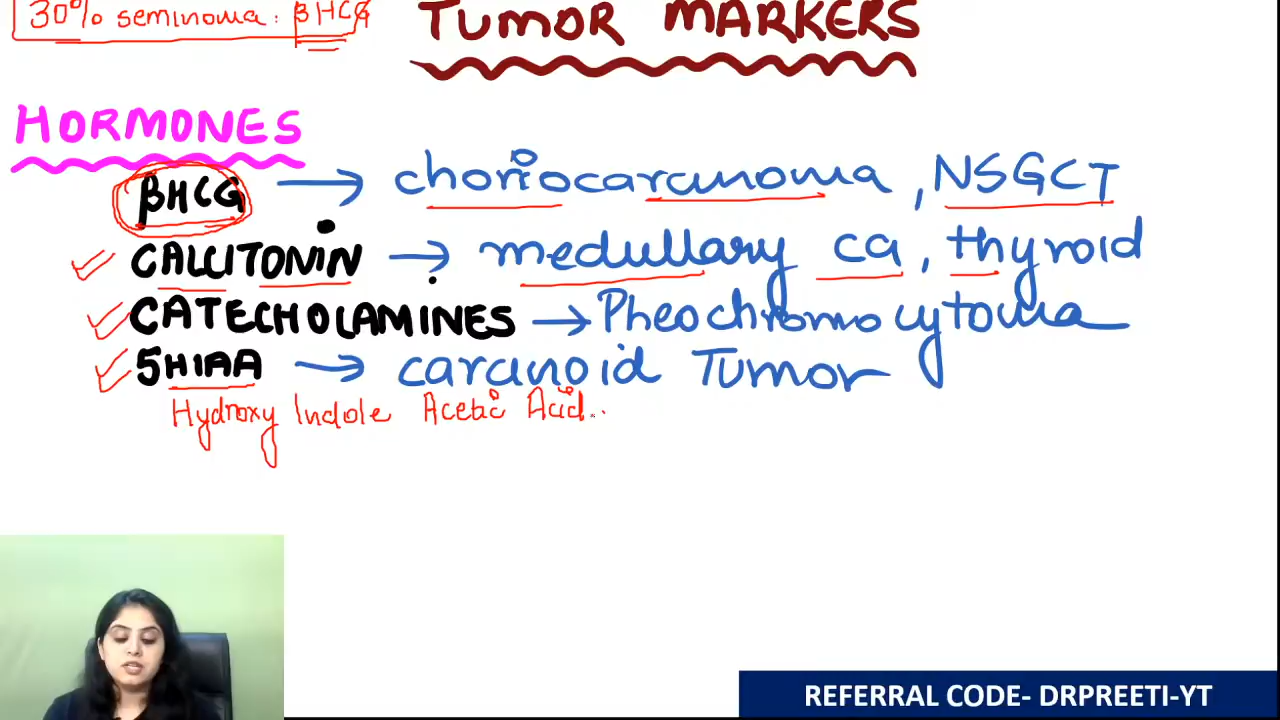 30% seminoma: βHCG
TUMOR MARKERS
HORMONES
βHCG → choriocarcinoma, NSGCT
CALCITONIN → medullary ca, thyroid
CATECHOLAMINES → Pheochromocytoma
5HIAA → carcinoid Tumor
Hydroxy Indole Acetic Acid..
REFERRAL CODE- DRPREETI-YT